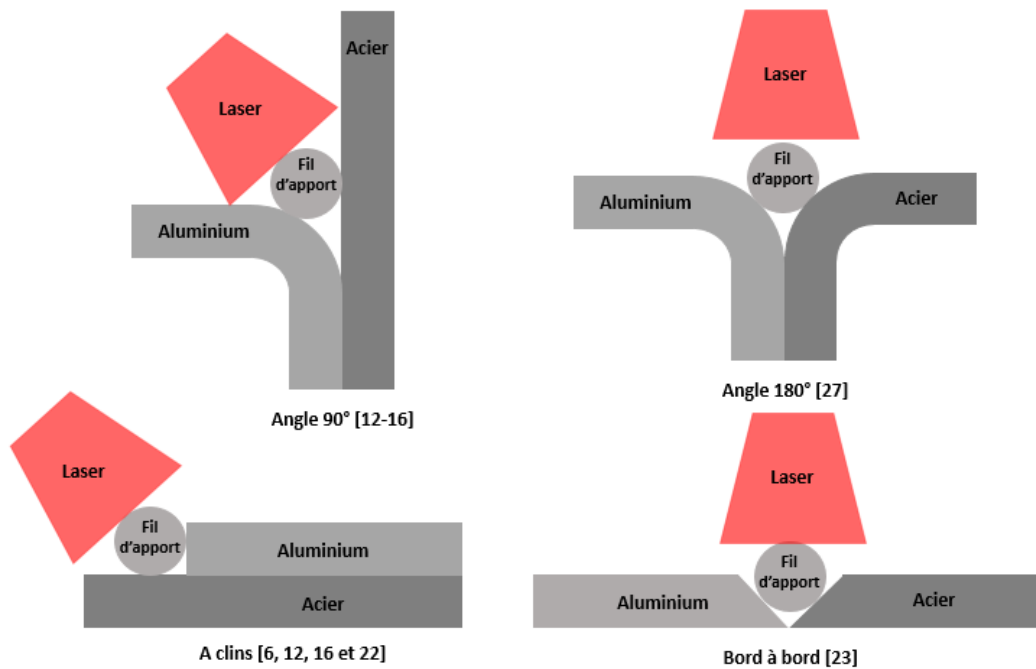 Acier
Laser
Fil
d'apport
Aluminium
Angle 90° [12-16]
Laser
Fil
d'apport
Aluminium
Acier
Angle 180° [27]
Laser
Fil
d'apport
Aluminium
Acier
A clins [6, 12, 16 et 22]
Laser
Fil
d'apport
Aluminium
Acier
Bord à bord [23]